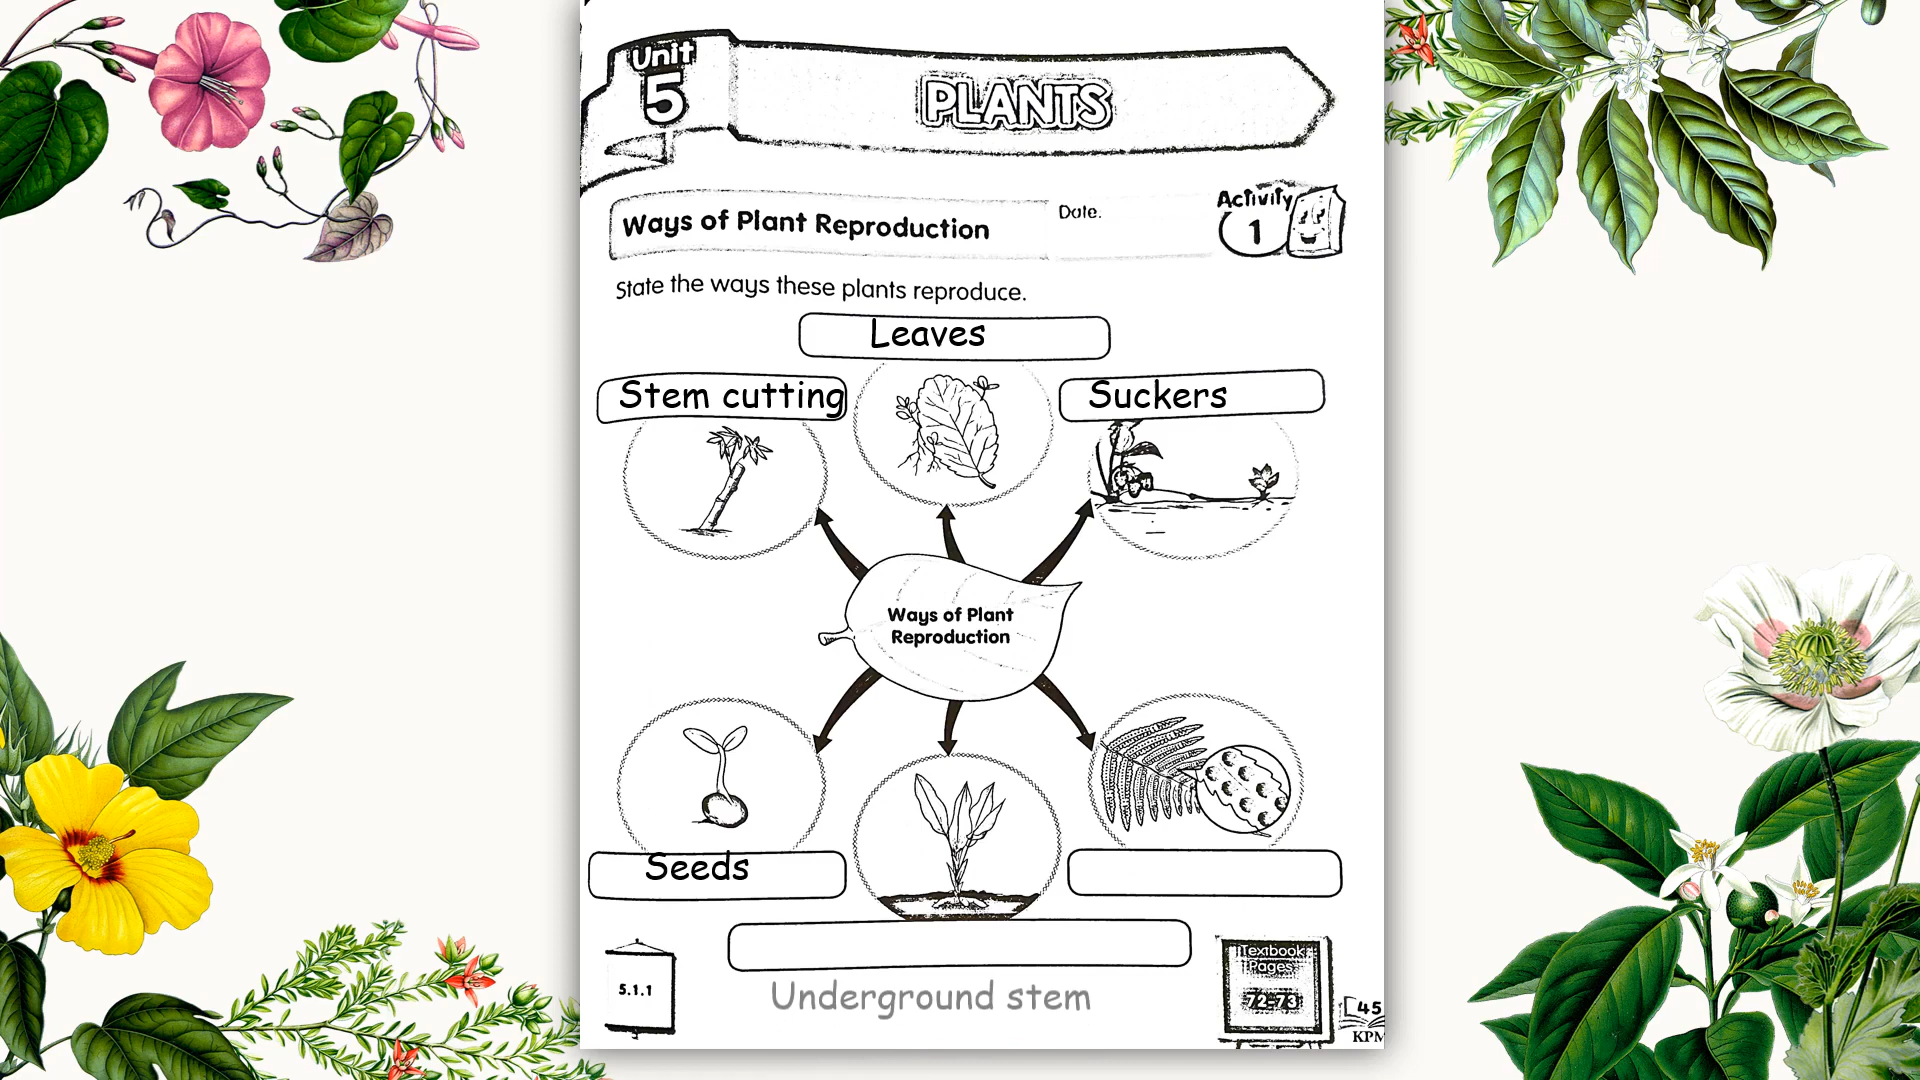 Unit
5
PLANTS
Ways of Plant Reproduction
Date.
Activity
1
State the ways these plants reproduce.
Leaves
Stem cutting
Suckers
Ways of Plant
Reproduction
Seeds
5.1.1
Underground stem
Textbook
Pages
72-73
45
KPM